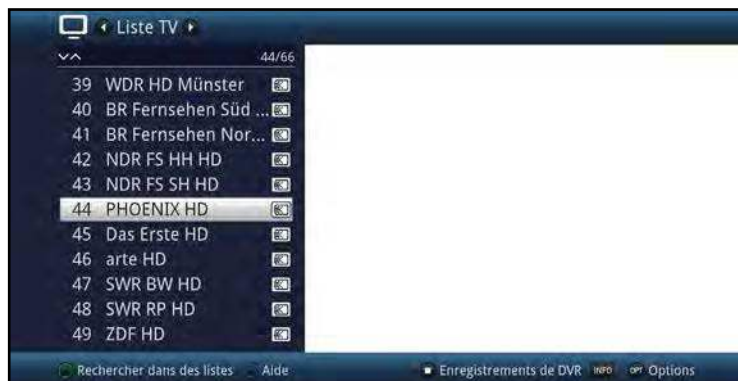 Liste TV
44/66
39 WDR HD Münster
40 BR Fernsehen Süd ...
41 BR Fernsehen Nor...
42 NDR FS HH HD
43 NDR FS SH HD
44 PHOENIX HD
45 Das Erste HD
46 arte HD
47 SWR BW HD
48 SWR RP HD
49 ZDF HD
Rechercher dans des listes Aide Enregistrements de DVR INFO OPT Options